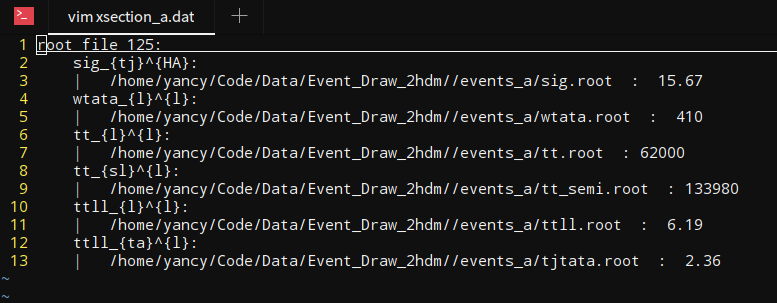 vim xsection_a.dat
1 root file 125:
2 sig_{tj}^{HA}:
3 | /home/yancy/Code/Data/Event_Draw_2hdm//events_a/sig.root : 15.67
4 wtata_{l}^{l}:
5 | /home/yancy/Code/Data/Event_Draw_2hdm//events_a/wtata.root : 410
6 tt_{l}^{l}:
7 | /home/yancy/Code/Data/Event_Draw_2hdm//events_a/tt.root : 62000
8 tt_{sl}^{l}:
9 | /home/yancy/Code/Data/Event_Draw_2hdm//events_a/tt_semi.root : 133980
10 ttll_{l}^{l}:
11 | /home/yancy/Code/Data/Event_Draw_2hdm//events_a/ttll.root : 6.19
12 ttll_{ta}^{l}:
13 | /home/yancy/Code/Data/Event_Draw_2hdm//events_a/tjtata.root : 2.36
~
~